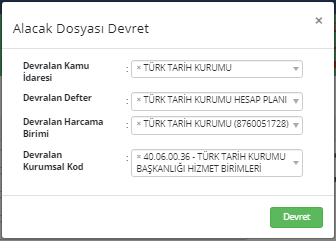 Alacak Dosyası Devret ×
Devralan Kamu İdaresi : × TÜRK TARİH KURUMU
Devralan Defter : × TÜRK TARİH KURUMU HESAP PLANI
Devralan Harcama Birimi : × TÜRK TARİH KURUMU (8760051728)
Devralan Kurumsal Kod : × 40.06.00.36 - TÜRK TARİH KURUMU
BAŞKANLIĞI HİZMET BİRİMLERİ
Devret